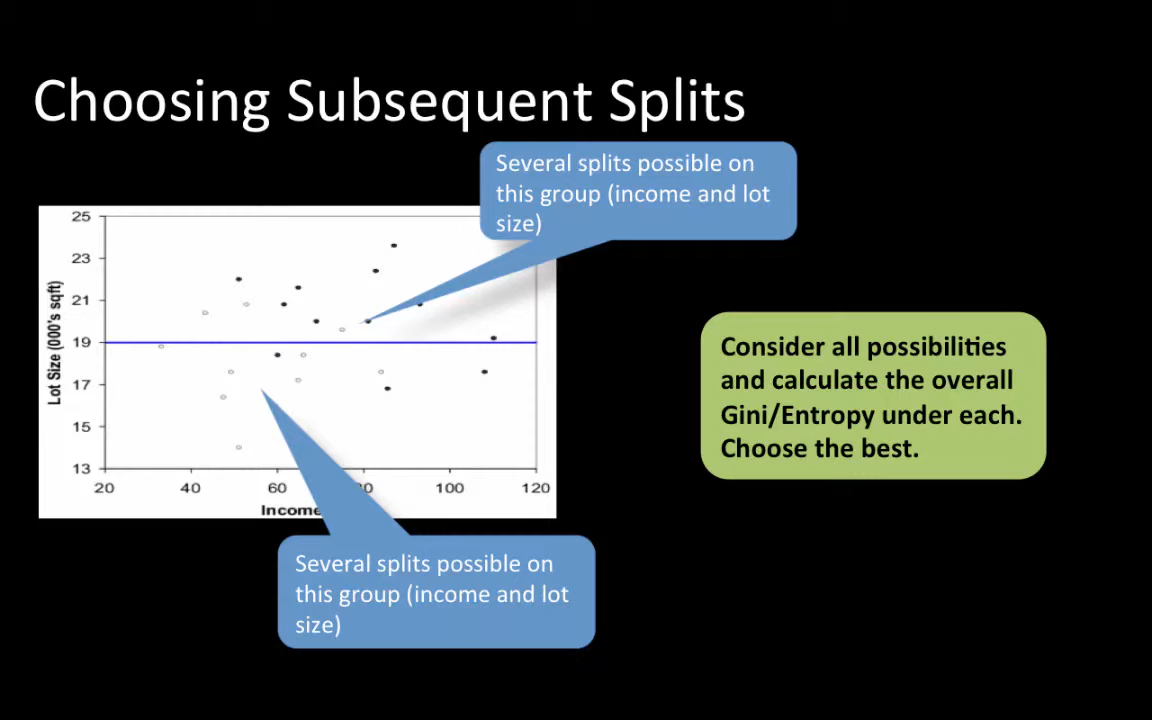 Choosing Subsequent Splits
Several splits possible on
this group (income and lot
size)
25
23
21
19
17
15
13
Lot Size (000's sqft)
20 40 60 100 120
Income
Consider all possibilities
and calculate the overall
Gini/Entropy under each.
Choose the best.
Several splits possible on
this group (income and lot
size)